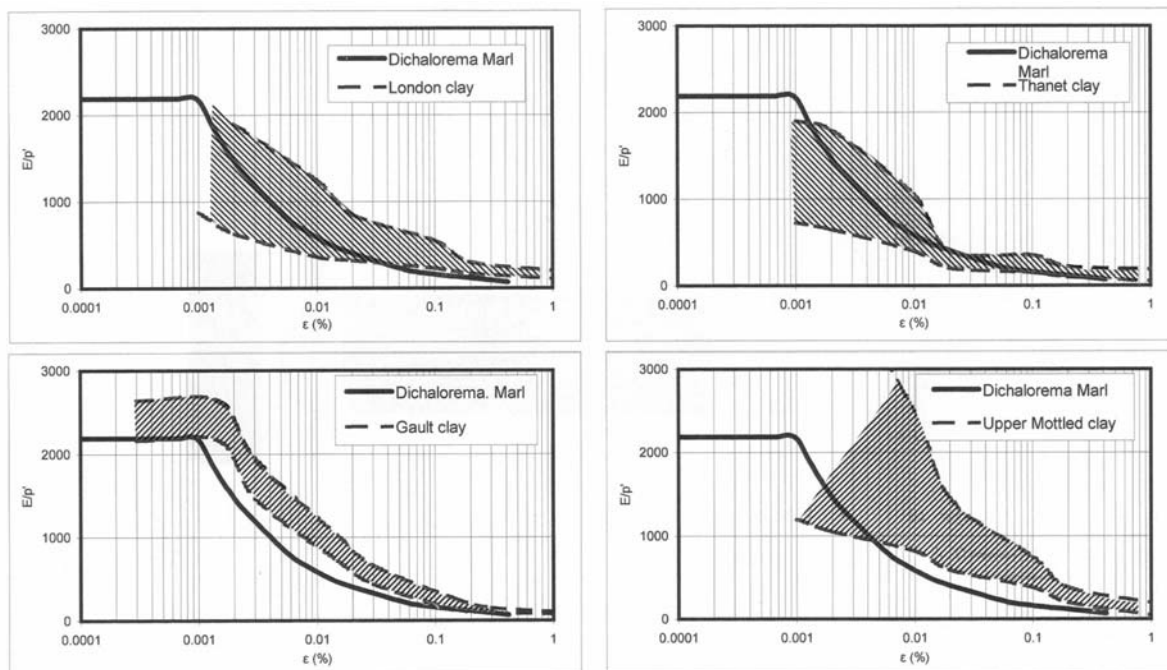 3000
2000
1000
0
E/p'
Dichalorema Marl
London clay
0.0001 0.001 0.01 0.1 1
ε (%)
3000
2000
1000
0
E/p'
Dichalorema
Marl
Thanet clay
0.0001 0.001 0.01 0.1 1
ε (%)
3000
2000
1000
0
E/p'
Dichalorema. Marl
Gault clay
0.0001 0.001 0.01 0.1 1
ε (%)
3000
2000
1000
0
E/p'
Dichalorema Marl
Upper Mottled clay
0.0001 0.001 0.01 0.1 1
ε (%)